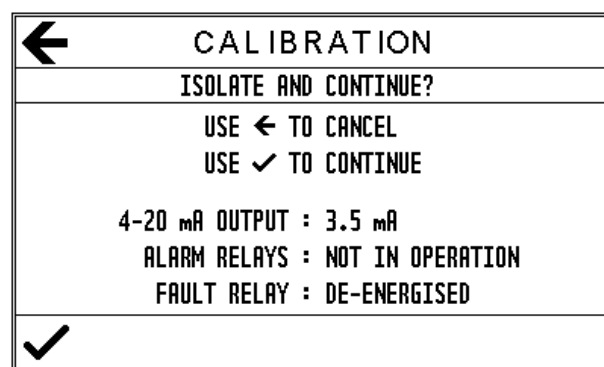 CALIBRATION
ISOLATE AND CONTINUE?
USE ← TO CANCEL
USE ✓ TO CONTINUE
4-20 mA OUTPUT : 3.5 mA
ALARM RELAYS : NOT IN OPERATION
FAULT RELAY : DE-ENERGISED